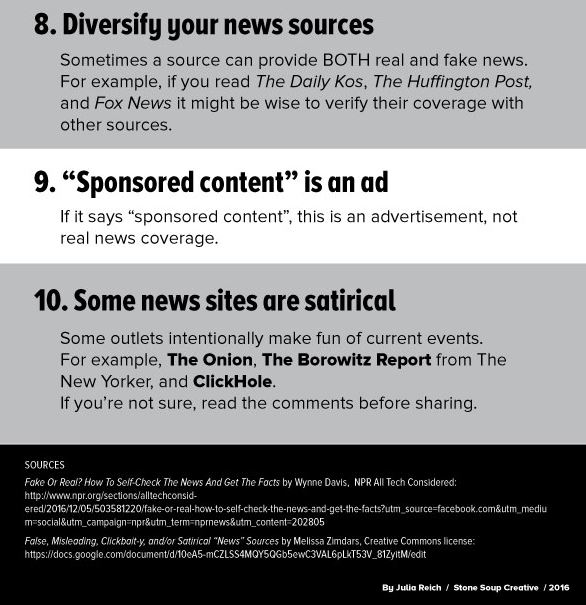 8. Diversify your news sources
Sometimes a source can provide BOTH real and fake news.
For example, if you read The Daily Kos, The Huffington Post,
and Fox News it might be wise to verify their coverage with
other sources.
9. “Sponsored content” is an ad
If it says “sponsored content”, this is an advertisement, not
real news coverage.
10. Some news sites are satirical
Some outlets intentionally make fun of current events.
For example, The Onion, The Borowitz Report from The
New Yorker, and ClickHole.
If you’re not sure, read the comments before sharing.
SOURCES
Fake Or Real? How To Self-Check The News And Get The Facts by Wynne Davis, NPR All Tech Considered:
http://www.npr.org/sections/alltechconsid-
ered/2016/12/05/503581220/fake-or-real-how-to-self-check-the-news-and-get-the-facts?utm_source=facebook.com&utm_mediu
m=social&utm_campaign=npr&utm_term=nprnews&utm_content=202805
False, Misleading, Clickbait-y, and/or Satirical “News” Sources by Melissa Zimdars, Creative Commons license:
https://docs.google.com/document/d/10eA5-mCZLSS4MQY5QGb5ewC3VAL6pLkT53V_81ZyitM/edit
By Julia Reich / Stone Soup Creative / 2016